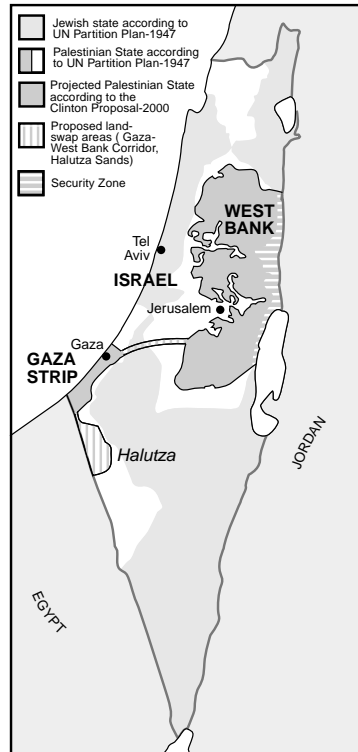 Jewish state according to
UN Partition Plan-1947
Palestinian State according
to UN Partition Plan-1947
Projected Palestinian State
according to the
Clinton Proposal-2000
Proposed land-
swap areas ( Gaza-
West Bank Corridor,
Halutza Sands)
Security Zone
WEST
BANK
Tel
Aviv
ISRAEL
Jerusalem
Gaza
GAZA
STRIP
Halutza
JORDAN
EGYPT